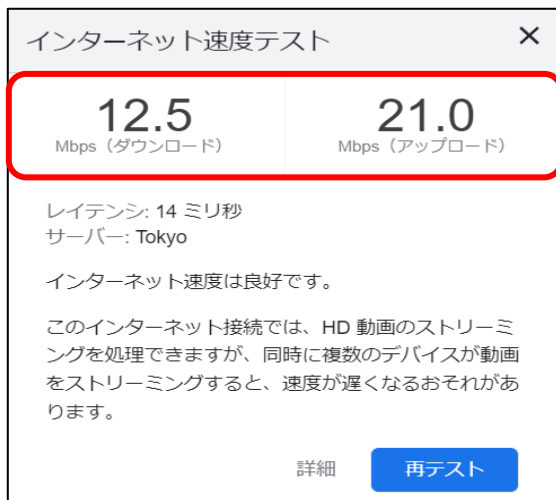 インターネット速度テスト ×
12.5 21.0
Mbps（ダウンロード） Mbps（アップロード）
レイテンシ: 14 ミリ秒
サーバー: Tokyo
インターネット速度は良好です。
このインターネット接続では、HD 動画のストリーミ
ングを処理できますが、同時に複数のデバイスが動画
をストリーミングすると、速度が遅くなるおそれがあ
ります。
詳細 再テスト